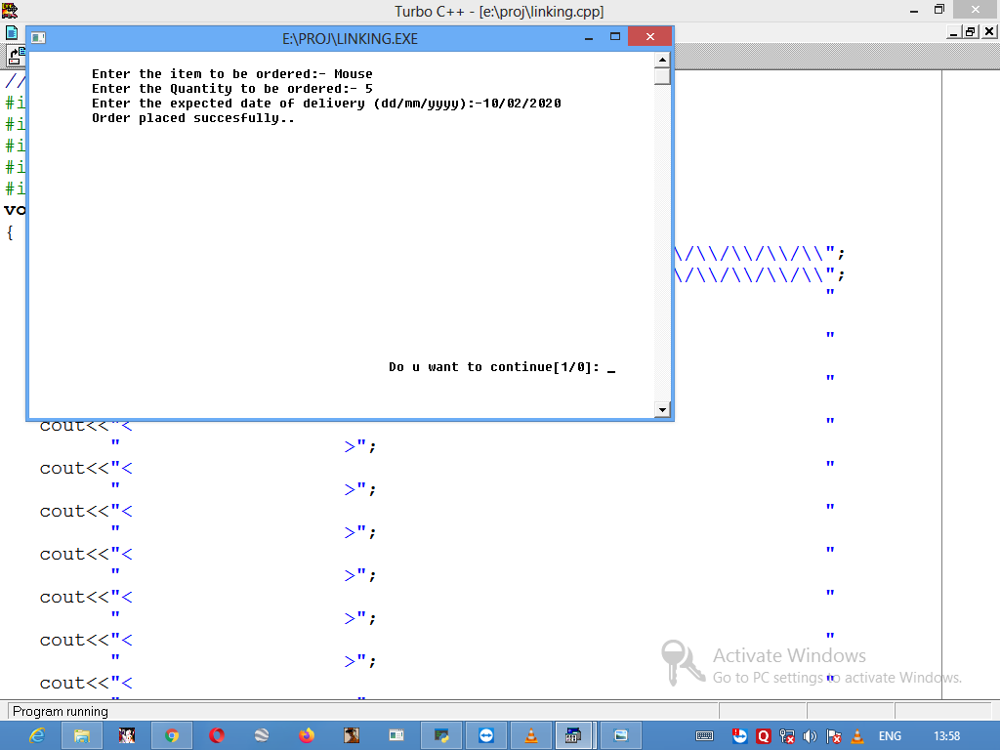 Turbo C++ - [e:\proj\linking.cpp]
E:\PROJ\LINKING.EXE
Enter the item to be ordered:- Mouse
Enter the Quantity to be ordered:- 5
Enter the expected date of delivery (dd/mm/yyyy):-10/02/2020
Order placed succesfully..
Do u want to continue[1/0]: _
//
#i
#i
#i
#i
#i
vo
{
\/\\/\\/\\/\\/\\";
\/\\/\\/\\/\\/\\";
"
"
"
cout<<"< "
" >";
cout<<"< "
" >";
cout<<"< "
" >";
cout<<"< "
" >";
cout<<"< "
" >";
cout<<"< "
" >";
cout<<"< "
Activate Windows
Go to PC settings to activate Windows.
Program running
ENG 13:58